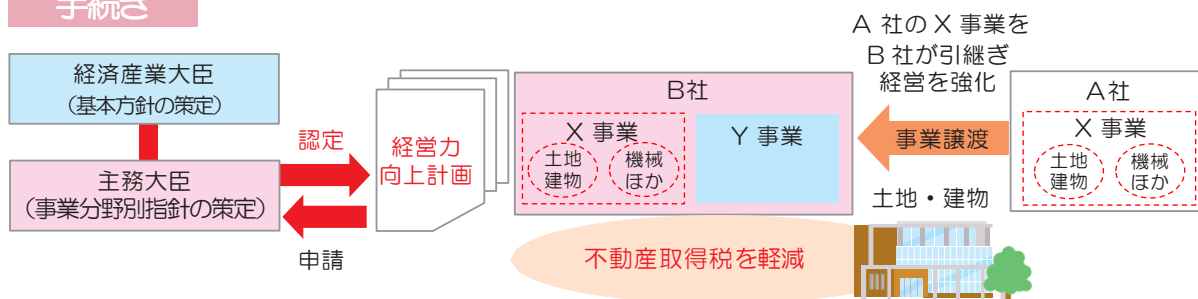 手続き
経済産業大臣
(基本方針の策定)
主務大臣
(事業分野別指針の策定)
認定
申請
経営力
向上計画
B社
X 事業
土地
建物
機械
ほか
Y 事業
A 社の X 事業を
B 社が引継ぎ
経営を強化
事業譲渡
A社
X 事業
土地
建物
機械
ほか
土地・建物
不動産取得税を軽減